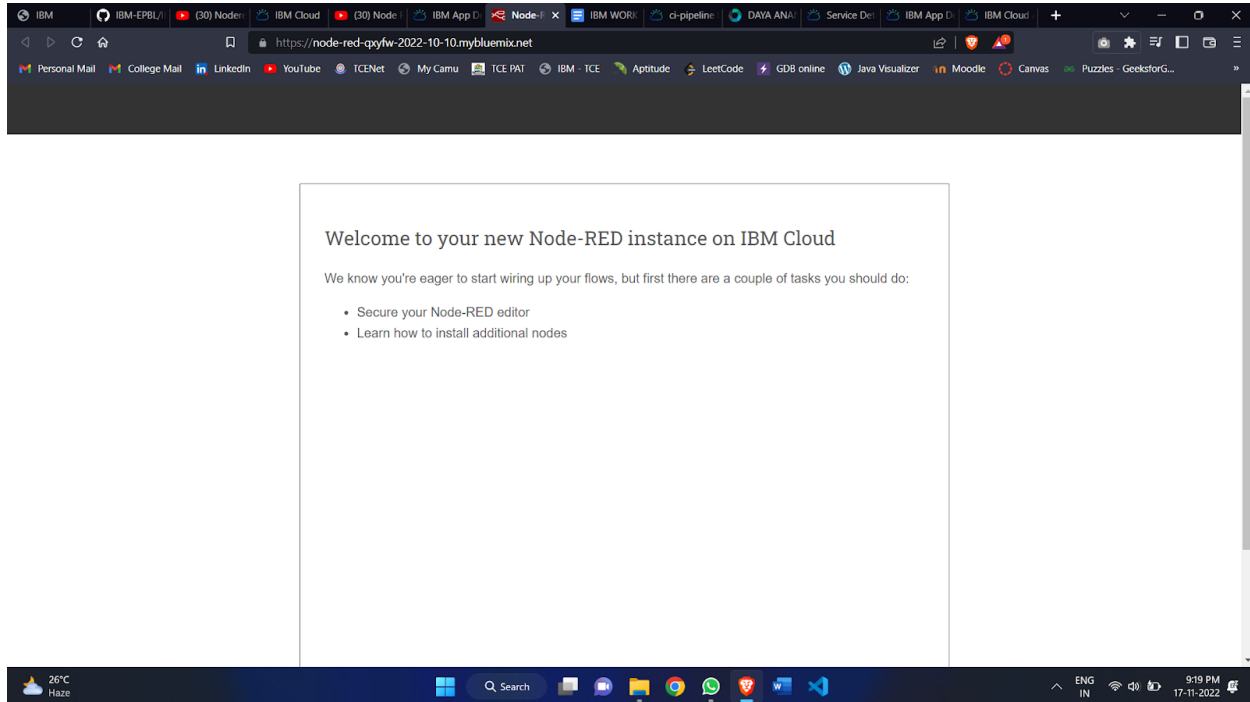 IBM
IBM-EPBL/I
(30) Noder
IBM Cloud
(30) Node
IBM App D
Node-R
IBM WORK
ci-pipeline
DAYA ANA
Service Det
IBM App D
IBM Cloud
https://node-red-qxyfw-2022-10-10.mybluemix.net
Personal Mail
College Mail
LinkedIn
YouTube
TCENet
My Camu
TCE PAT
IBM - TCE
Aptitude
LeetCode
GDB online
Java Visualizer
Moodle
Canvas
Puzzles - GeeksforG...
Welcome to your new Node-RED instance on IBM Cloud
We know you're eager to start wiring up your flows, but first there are a couple of tasks you should do:
• Secure your Node-RED editor
• Learn how to install additional nodes
26°C
Haze
Search
ENG
IN
9:19 PM
17-11-2022